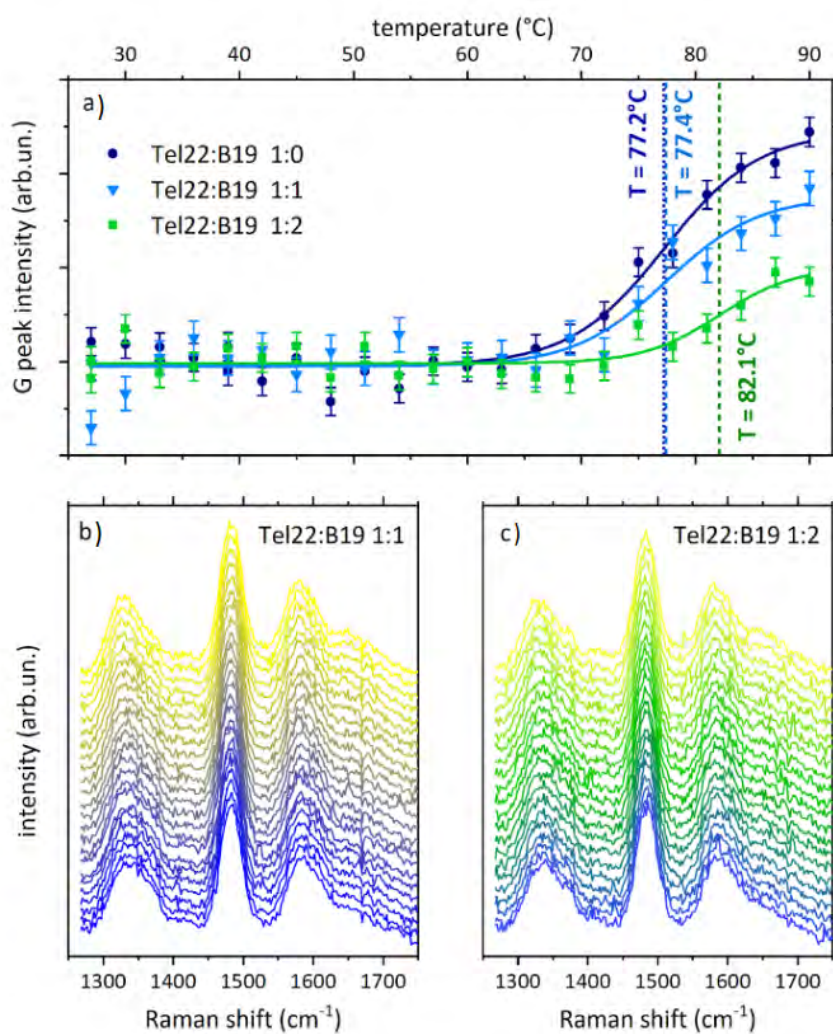 temperature (°C)
30 40 50 60 70 80 90
a)
Tel22:B19 1:0
Tel22:B19 1:1
Tel22:B19 1:2
G peak intensity (arb.un.)
T = 77.2°C
T = 77.4°C
T = 82.1°C
b)
Tel22:B19 1:1
c)
Tel22:B19 1:2
intensity (arb.un.)
1300 1400 1500 1600 1700
1300 1400 1500 1600 1700
Raman shift (cm⁻¹)
Raman shift (cm⁻¹)